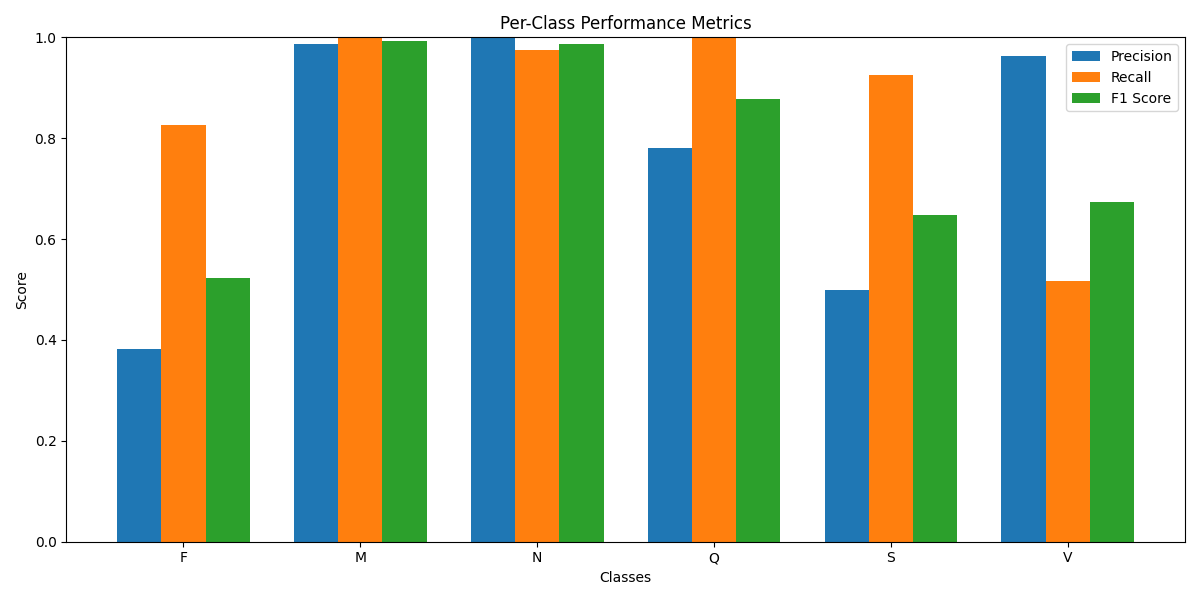 Per-Class Performance Metrics
1.0
0.8
0.6
0.4
0.2
0.0
Score
Precision
Recall
F1 Score
F M N Q S V
Classes